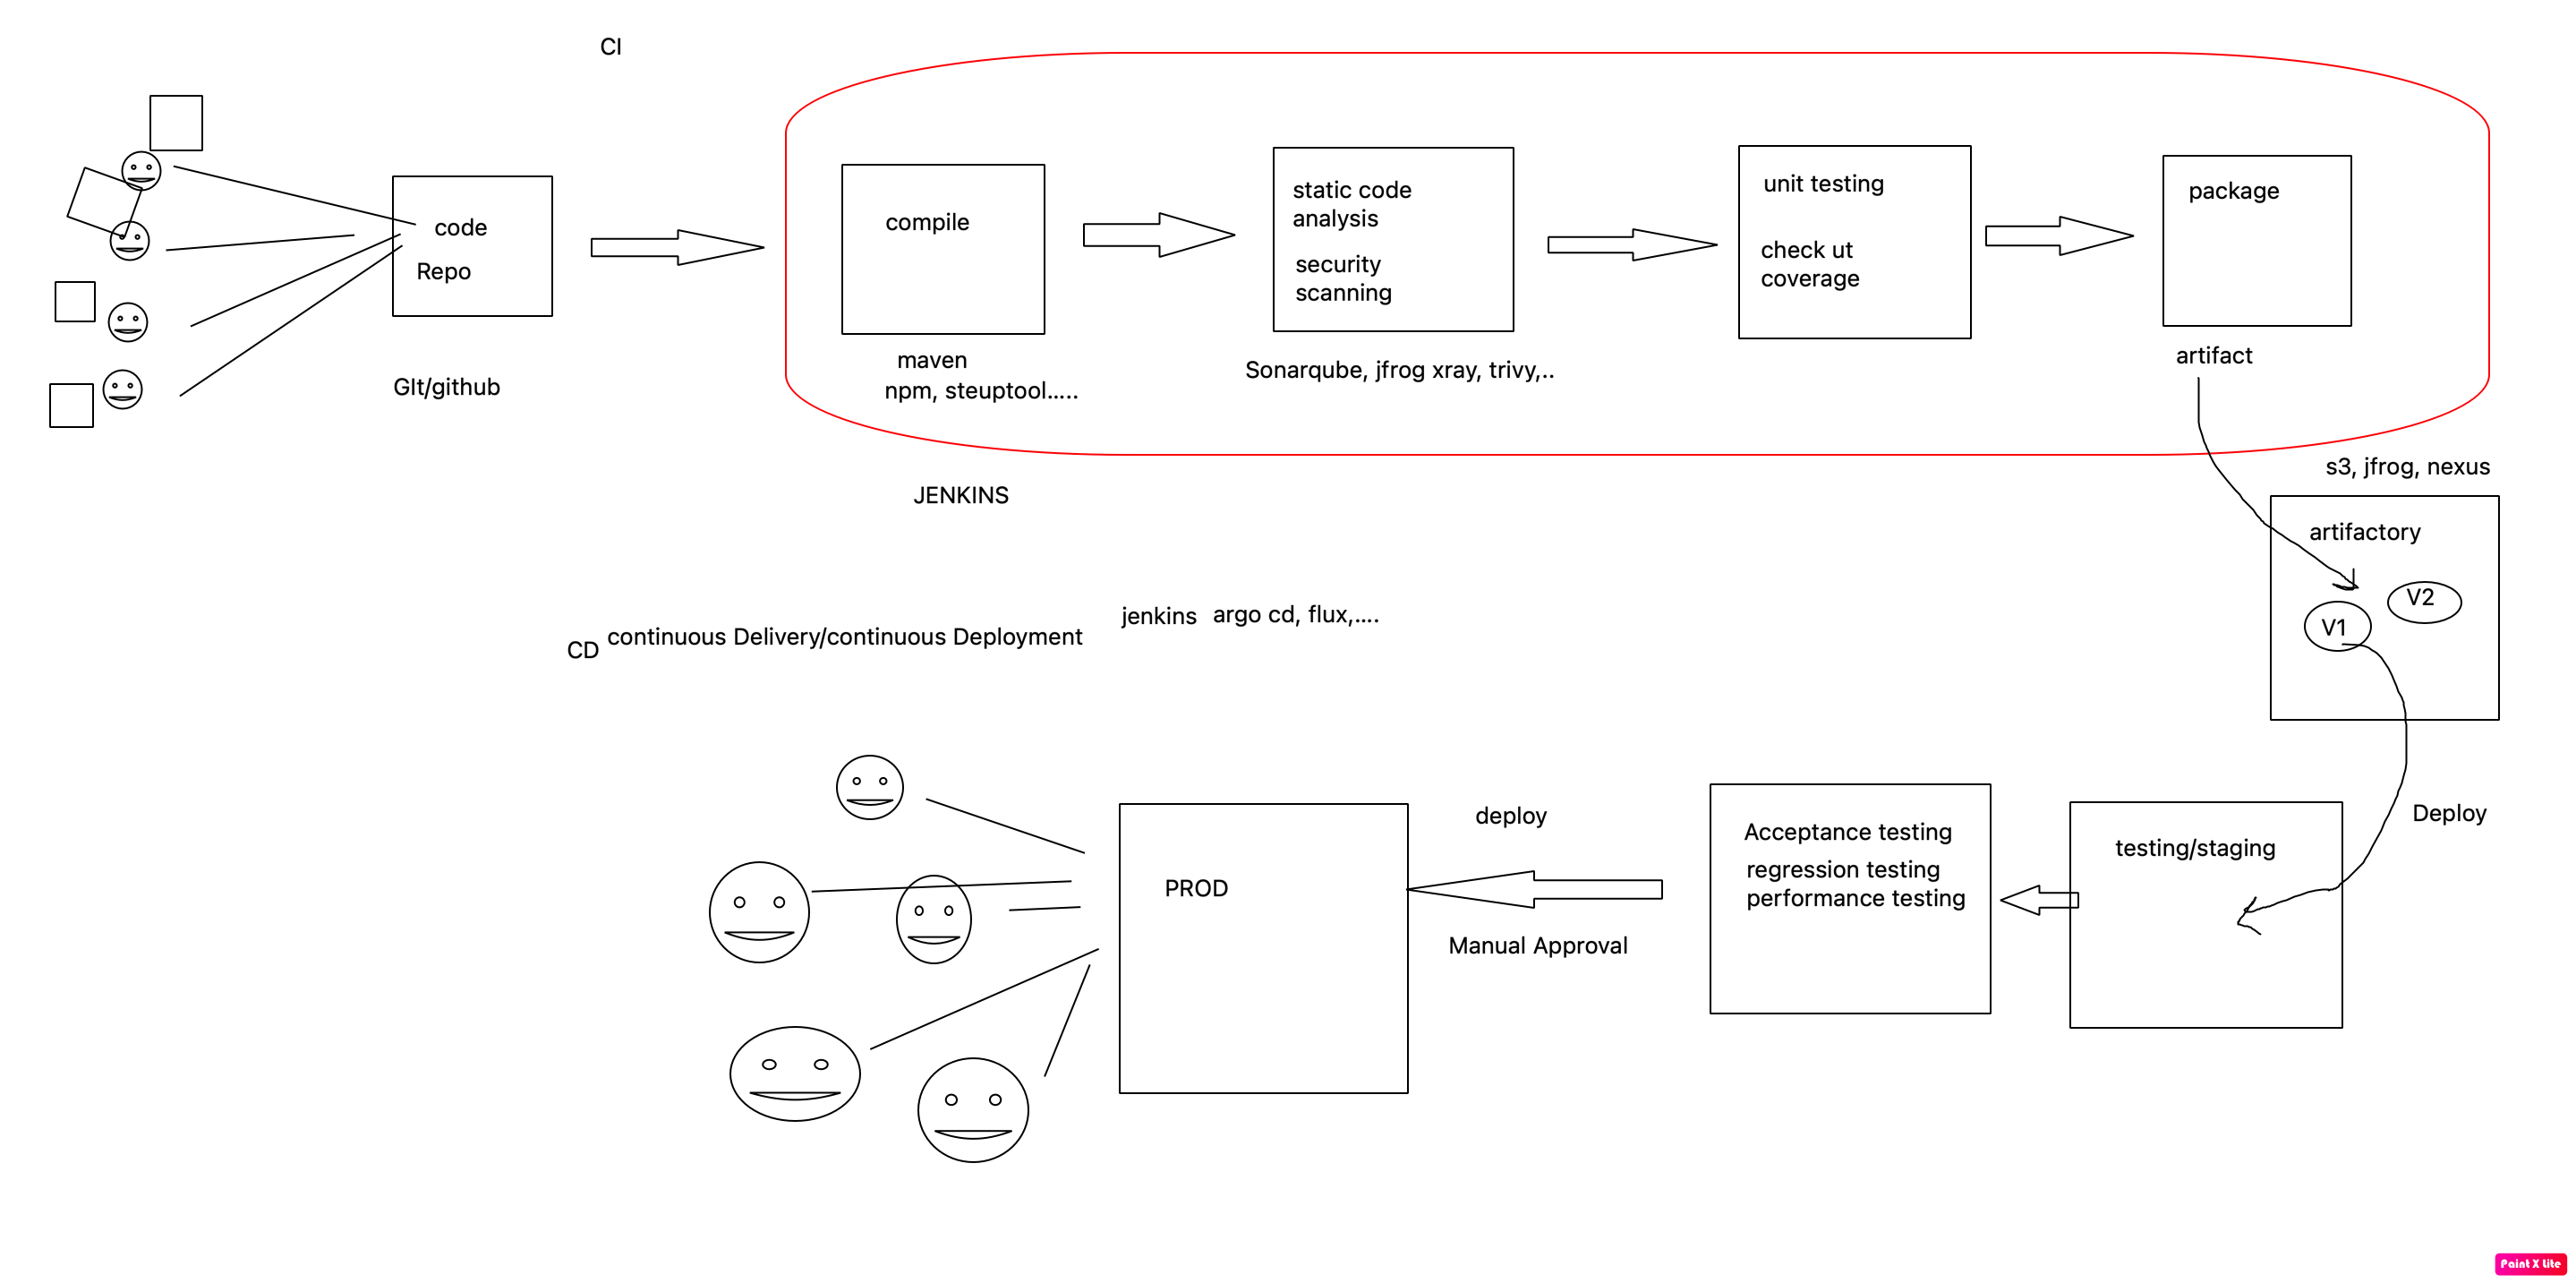 CI
code
Repo
GIt/github
compile
maven
npm, steuptool.....
static code
analysis
security
scanning
Sonarqube, jfrog xray, trivy,..
unit testing
check ut
coverage
package
artifact
JENKINS
s3, jfrog, nexus
artifactory
V1
V2
CD
continuous Delivery/continuous Deployment
jenkins
argo cd, flux,....
Deploy
testing/staging
Acceptance testing
regression testing
performance testing
deploy
Manual Approval
PROD
Paint X Lite